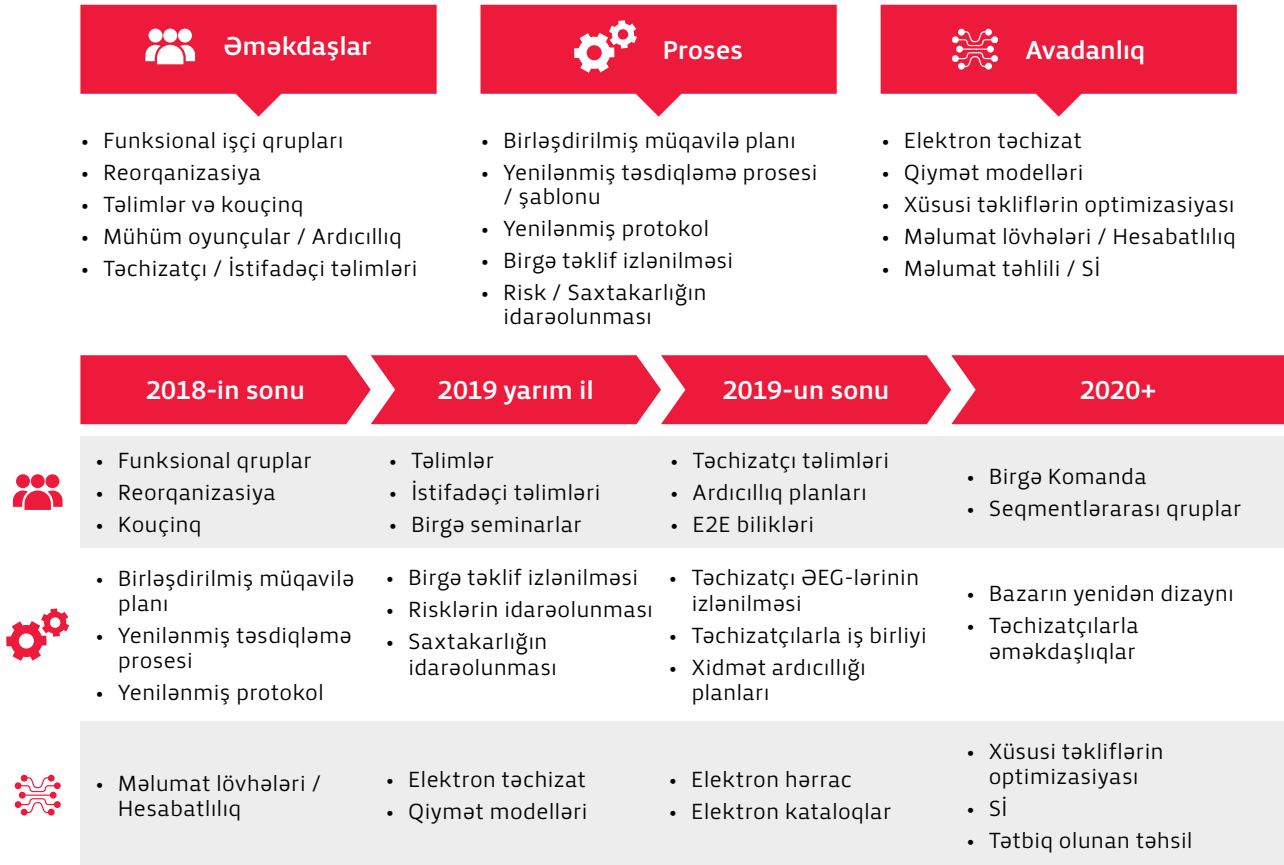 Əməkdaşlar
• Funksional işçi qrupları
• Reorqanizasiya
• Təlimlər və kouçinq
• Mühüm oyunçular / Ardıcıllıq
• Təchizatçı / İstifadəçi təlimləri
Proses
• Birləşdirilmiş müqavilə planı
• Yenilənmiş təsdiqləmə prosesi
/ şablonu
• Yenilənmiş protokol
• Birgə təklif izlənilməsi
• Risk / Saxtakarlığın
idarəolunması
Avadanlıq
• Elektron təchizat
• Qiymət modelləri
• Xüsusi təkliflərin optimizasiyası
• Məlumat lövhələri / Hesabatlılıq
• Məlumat təhlili / Sİ
2018-in sonu
2019 yarım il
2019-un sonu
2020+
• Funksional qruplar
• Reorqanizasiya
• Kouçinq
• Təlimlər
• İstifadəçi təlimləri
• Birgə seminarlar
• Təchizatçı təlimləri
• Ardıcıllıq planları
• E2E bilikləri
• Birgə Komanda
• Seqmentlərarası qruplar
• Birləşdirilmiş müqavilə
planı
• Yenilənmiş təsdiqləmə
prosesi
• Yenilənmiş protokol
• Birgə təklif izlənilməsi
• Risklərin idarəolunması
• Saxtakarlığın
idarəolunması
• Təchizatçı ƏEG-lərinin
izlənilməsi
• Təchizatçılarla iş birliyi
• Xidmət ardıcıllığı
planları
• Bazarın yenidən dizaynı
• Təchizatçılarla
əməkdaşlıqlar
• Məlumat lövhələri /
Hesabatlılıq
• Elektron təchizat
• Qiymət modelləri
• Elektron hərrac
• Elektron kataloqlar
• Xüsusi təkliflərin
optimizasiyası
• Sİ
• Tətbiq olunan təhsil